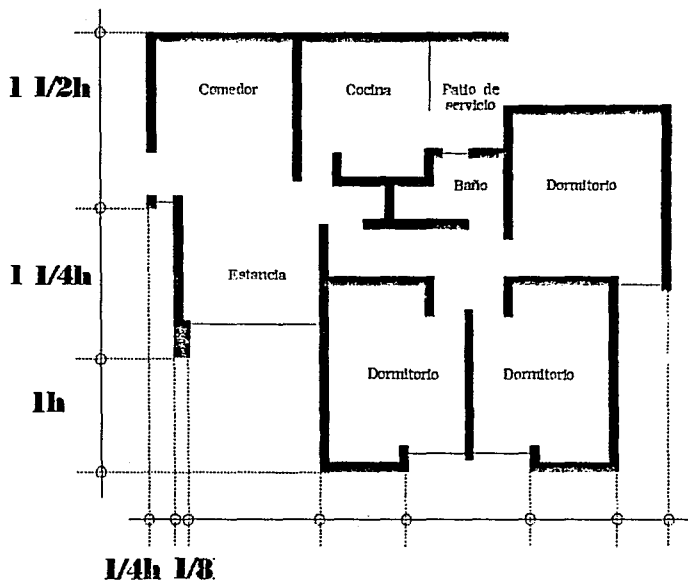 1 1/2h
Comedor
Cocina
Patio de
servicio
Baño
Dormitorio
1 1/4h
Estancia
1h
Dormitorio
Dormitorio
1/4h 1/8